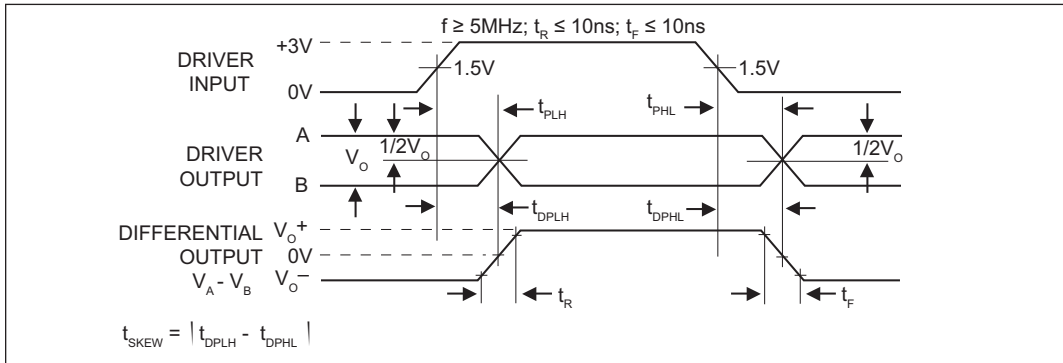 f ≥ 5MHz; tR ≤ 10ns; tF ≤ 10ns
+3V
DRIVER
INPUT
1.5V
1.5V
0V
tPLH
tPHL
A
DRIVER
OUTPUT
VO
1/2VO
1/2VO
B
tDPLH
tDPHL
DIFFERENTIAL
OUTPUT
VA - VB
VO+
0V
VO−
tR
tF
tSKEW = | tDPLH - tDPHL |